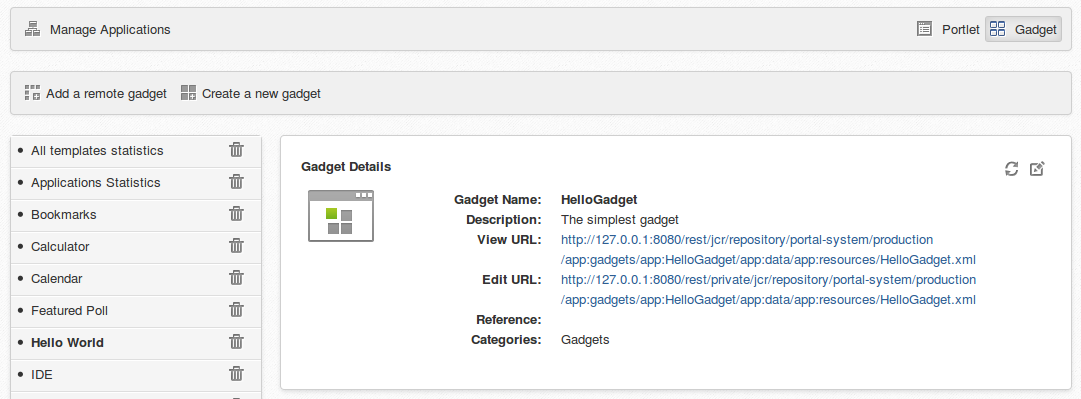 Manage Applications
Portlet
Gadget
Add a remote gadget
Create a new gadget
All templates statistics
Applications Statistics
Bookmarks
Calculator
Calendar
Featured Poll
Hello World
IDE
Gadget Details
Gadget Name: HelloGadget
Description: The simplest gadget
View URL: http://127.0.0.1:8080/rest/jcr/repository/portal-system/production
/app:gadgets/app:HelloGadget/app:data/app:resources/HelloGadget.xml
Edit URL: http://127.0.0.1:8080/rest/private/jcr/repository/portal-system/production
/app:gadgets/app:HelloGadget/app:data/app:resources/HelloGadget.xml
Reference:
Categories: Gadgets